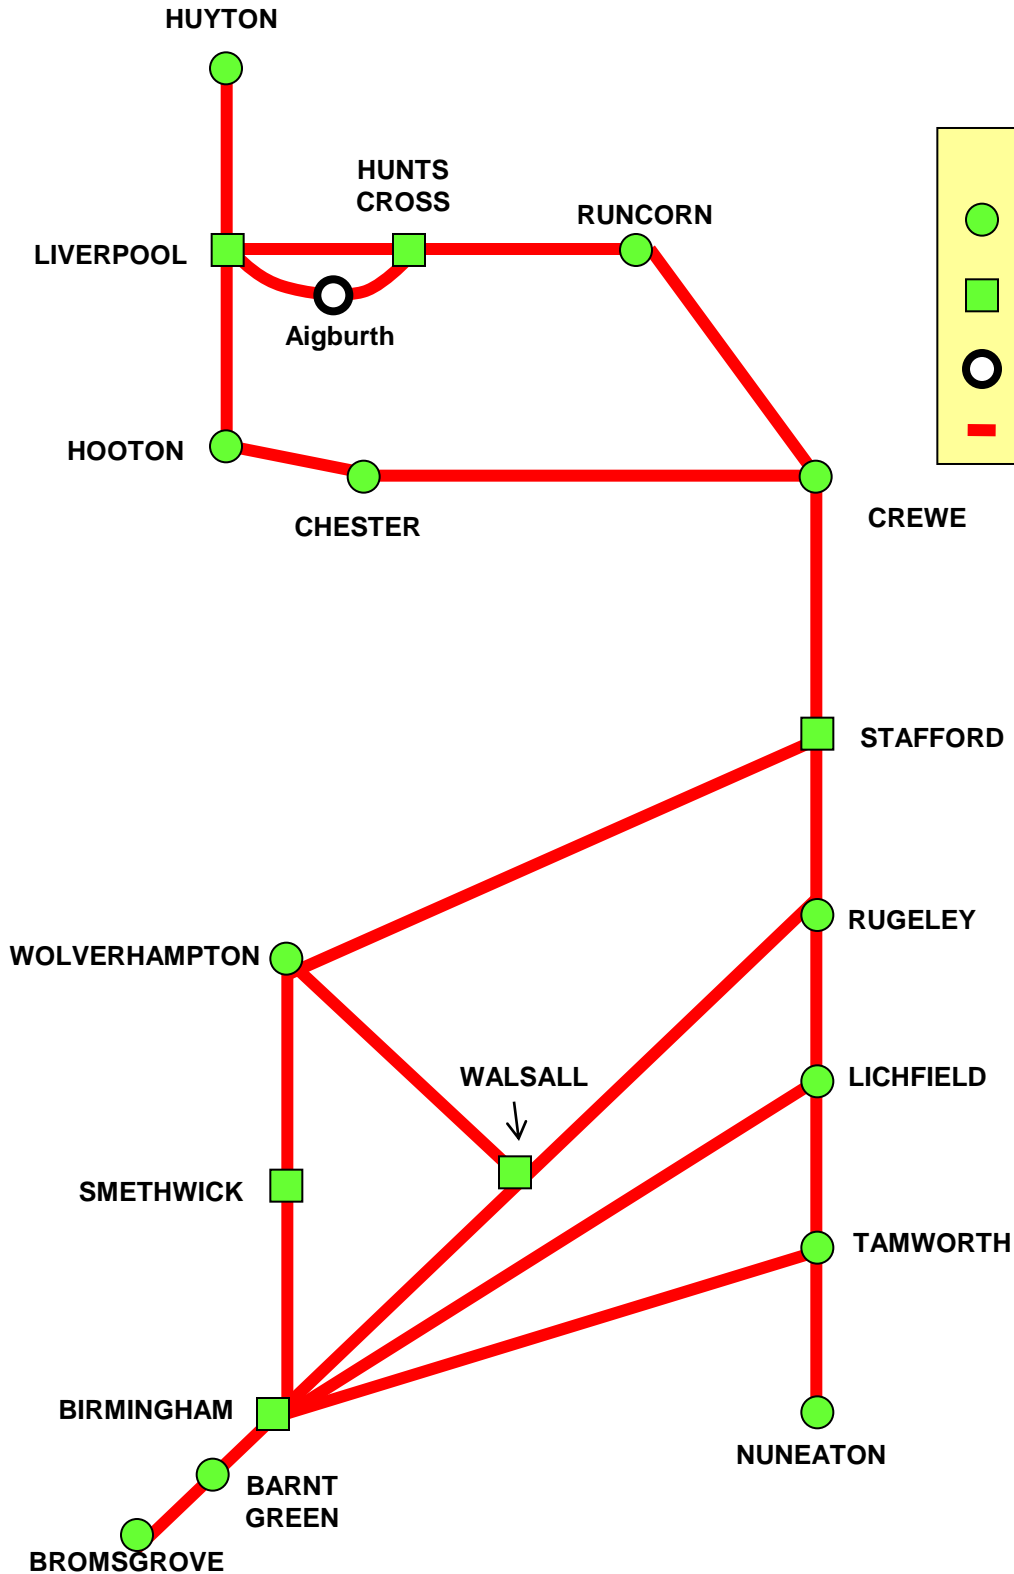 HUYTON
HUNTS
CROSS
RUNCORN
LIVERPOOL
Aigburth
HOOTON
CHESTER
CREWE
STAFFORD
RUGELEY
WOLVERHAMPTON
WALSALL
LICHFIELD
SMETHWICK
TAMWORTH
BIRMINGHAM
NUNEATON
BARNT
GREEN
BROMSGROVE